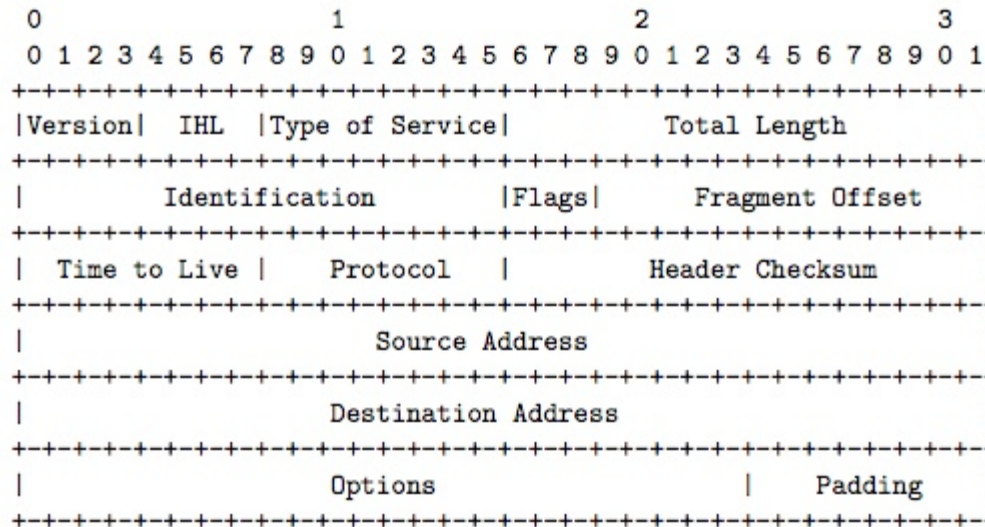 0                   1                   2                   3
0 1 2 3 4 5 6 7 8 9 0 1 2 3 4 5 6 7 8 9 0 1 2 3 4 5 6 7 8 9 0 1
+-+-+-+-+-+-+-+-+-+-+-+-+-+-+-+-+-+-+-+-+-+-+-+-+-+-+-+-+-+-+-+-
|Version|  IHL  |Type of Service|          Total Length
+-+-+-+-+-+-+-+-+-+-+-+-+-+-+-+-+-+-+-+-+-+-+-+-+-+-+-+-+-+-+-+-
|         Identification        |Flags|      Fragment Offset
+-+-+-+-+-+-+-+-+-+-+-+-+-+-+-+-+-+-+-+-+-+-+-+-+-+-+-+-+-+-+-+-
|  Time to Live |    Protocol   |         Header Checksum
+-+-+-+-+-+-+-+-+-+-+-+-+-+-+-+-+-+-+-+-+-+-+-+-+-+-+-+-+-+-+-+-
|                       Source Address
+-+-+-+-+-+-+-+-+-+-+-+-+-+-+-+-+-+-+-+-+-+-+-+-+-+-+-+-+-+-+-+-
|                    Destination Address
+-+-+-+-+-+-+-+-+-+-+-+-+-+-+-+-+-+-+-+-+-+-+-+-+-+-+-+-+-+-+-+-
|                    Options                    |    Padding
+-+-+-+-+-+-+-+-+-+-+-+-+-+-+-+-+-+-+-+-+-+-+-+-+-+-+-+-+-+-+-+-